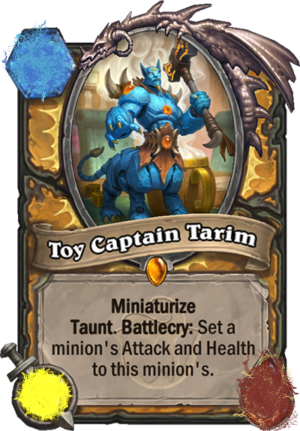 Toy Captain Tarim
Miniaturize
Taunt. Battlecry: Set a
minion's Attack and Health
to this minion's.